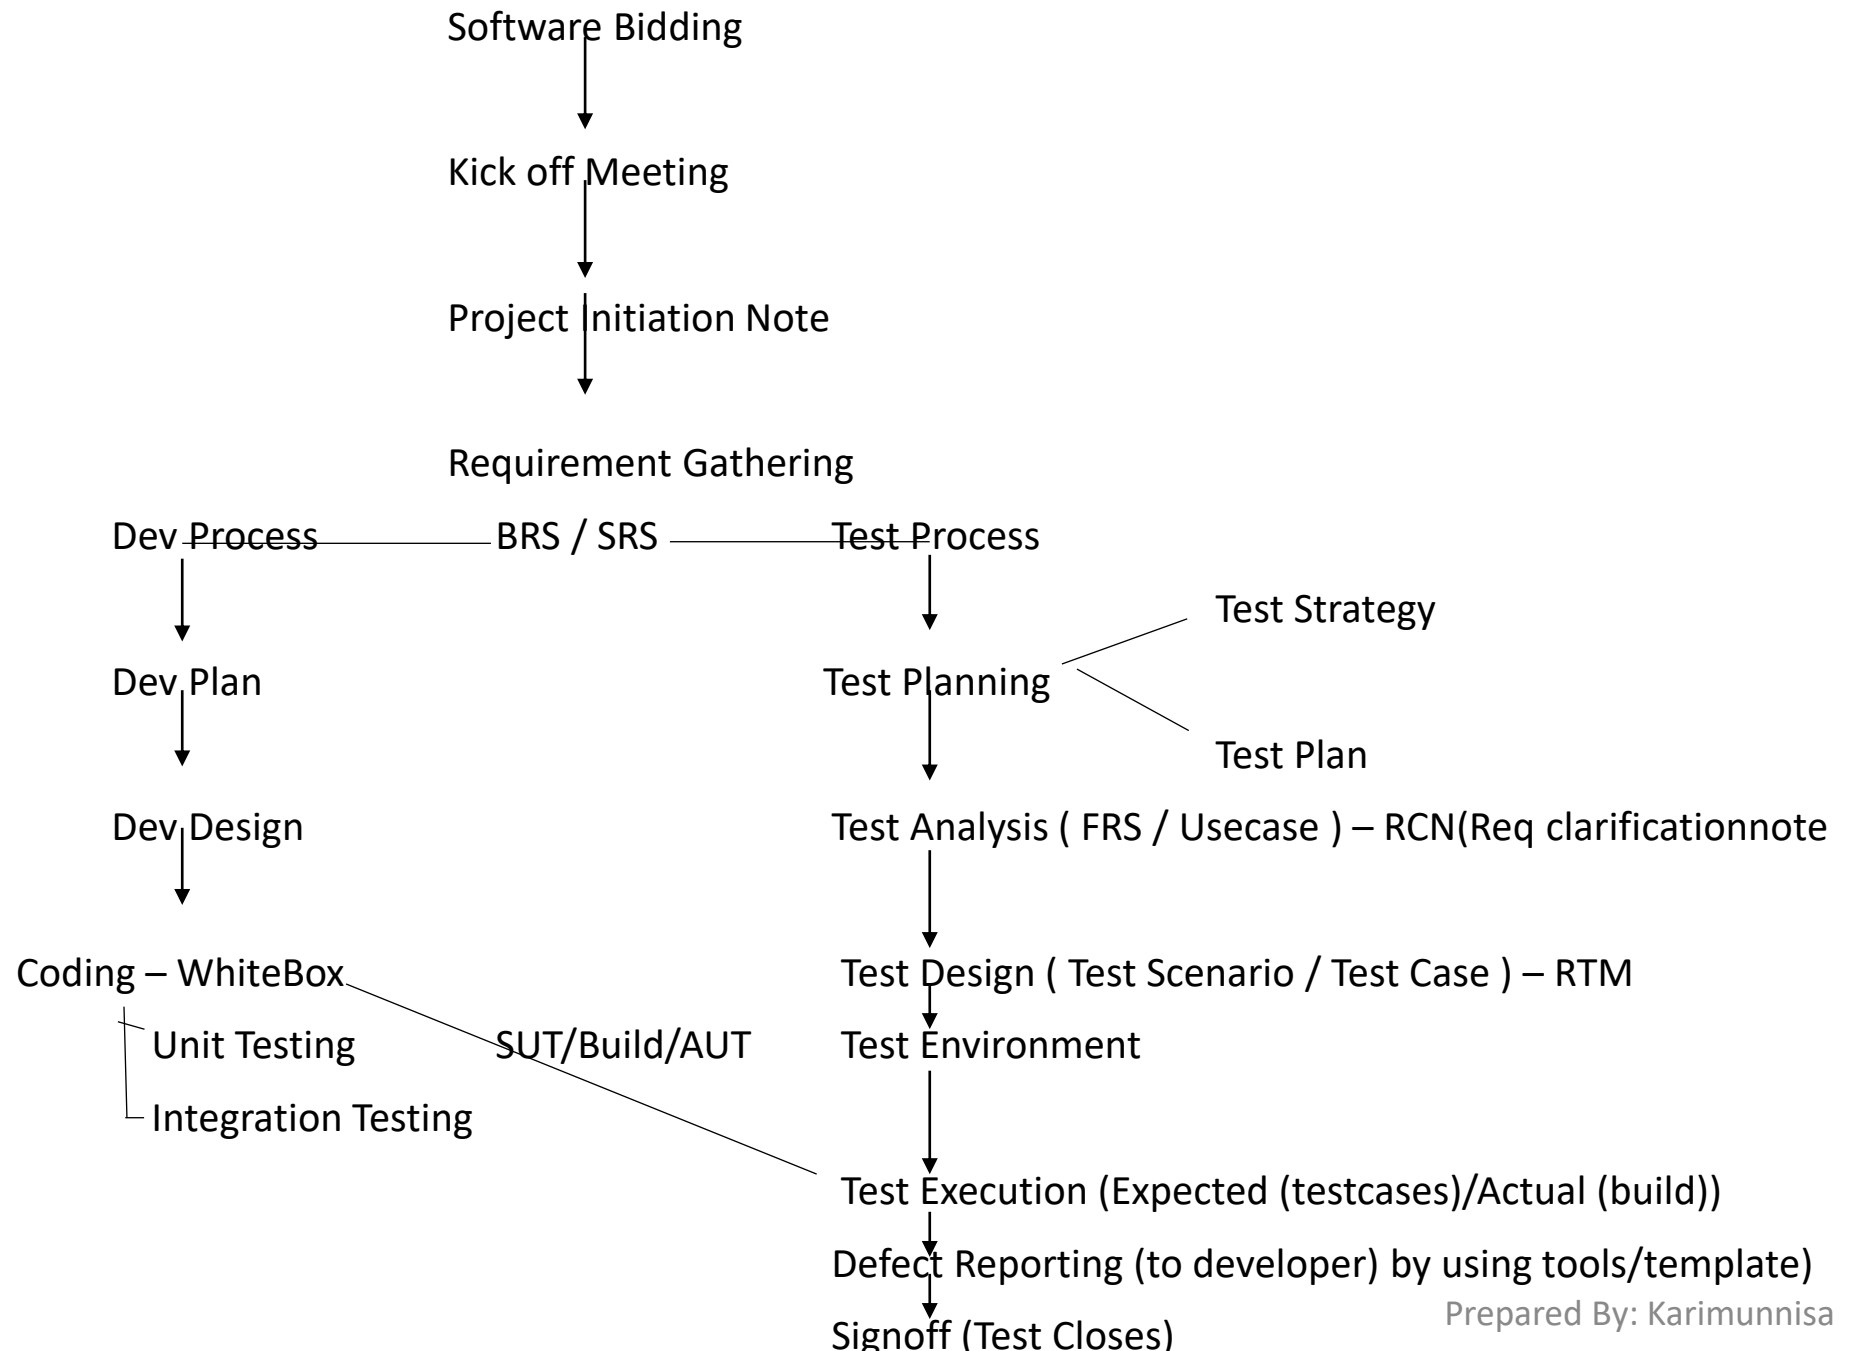 Software Bidding
Kick off Meeting
Project Initiation Note
Requirement Gathering
Dev Process BRS / SRS Test Process
Test Strategy
Dev Plan Test Planning
Test Plan
Dev Design Test Analysis ( FRS / Usecase ) – RCN(Req clarificationnote
Coding – WhiteBox Test Design ( Test Scenario / Test Case ) – RTM
Unit Testing SUT/Build/AUT Test Environment
Integration Testing
Test Execution (Expected (testcases)/Actual (build))
Defect Reporting (to developer) by using tools/template)
Prepared By: Karimunnisa
Signoff (Test Closes)